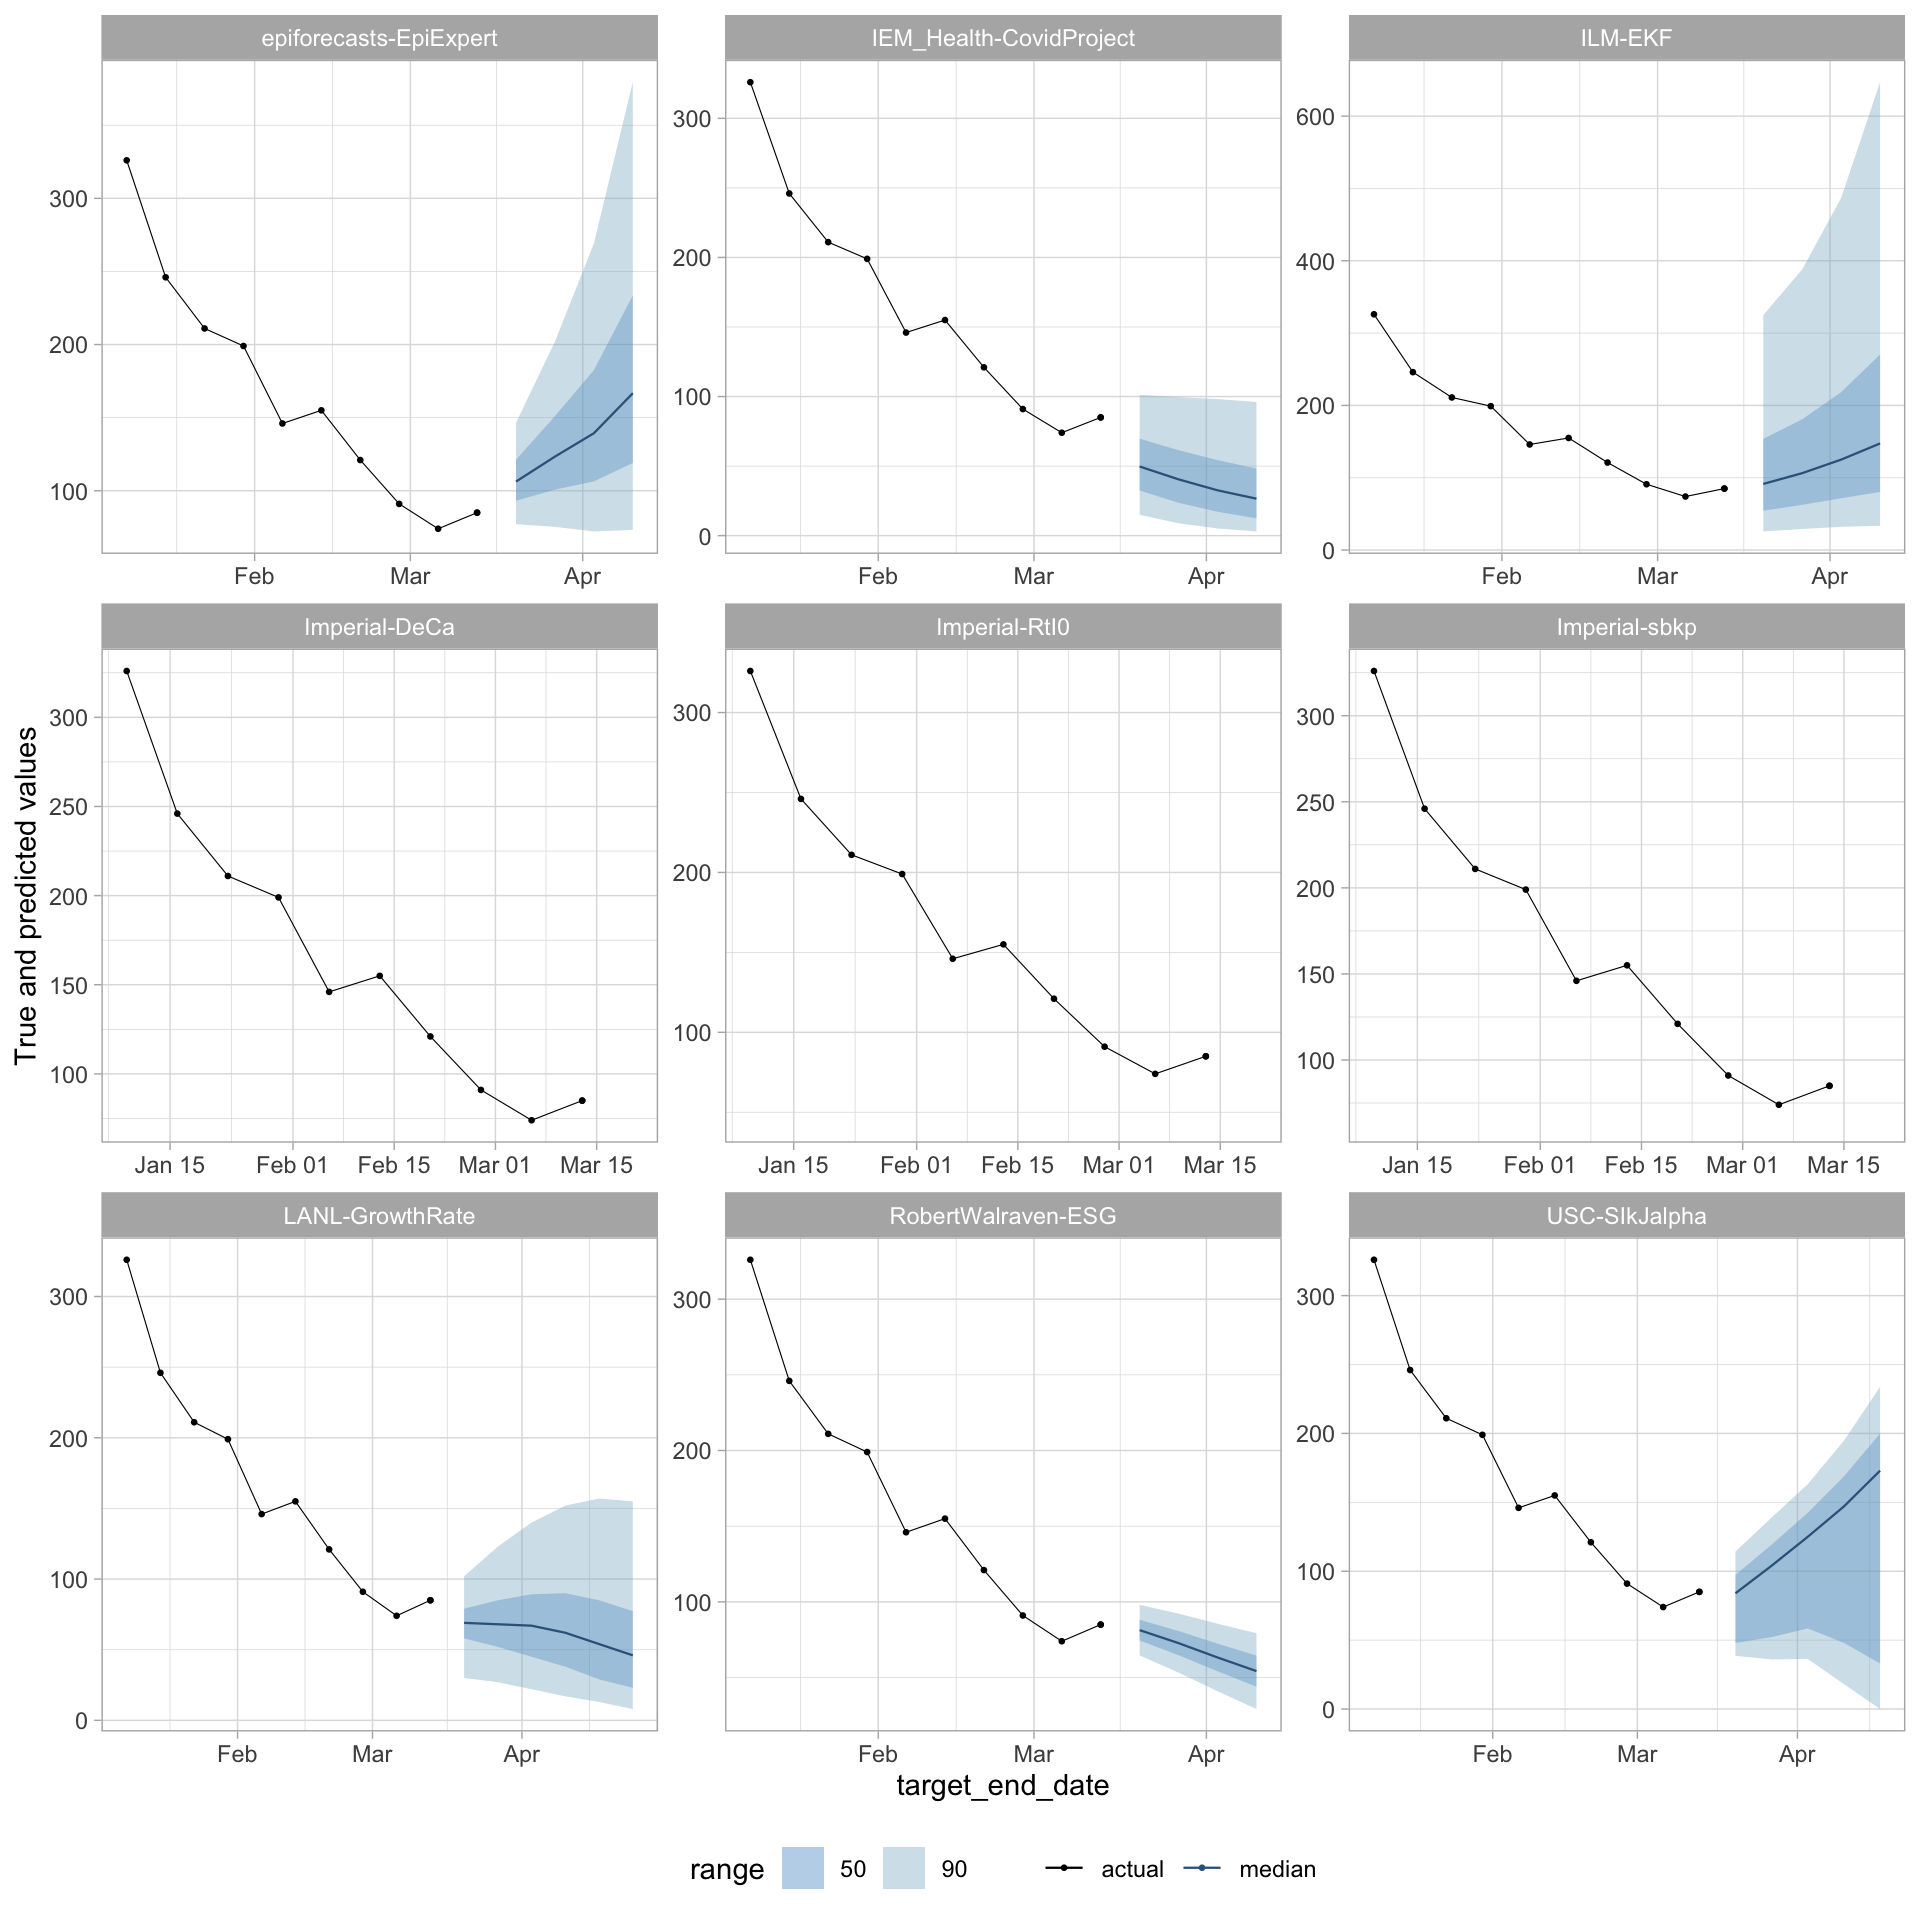 epiforecasts-EpiExpert
IEM_Health-CovidProject
ILM-EKF
300
200
100
Feb Mar Apr
300
200
100
0
Feb Mar Apr
600
400
200
0
Feb Mar Apr
True and predicted values
Imperial-DeCa
Imperial-RtI0
Imperial-sbkp
300
250
200
150
100
Jan 15 Feb 01 Feb 15 Mar 01 Mar 15
300
200
100
Jan 15 Feb 01 Feb 15 Mar 01 Mar 15
300
250
200
150
100
Jan 15 Feb 01 Feb 15 Mar 01 Mar 15
LANL-GrowthRate
RobertWalraven-ESG
USC-SIkJalpha
300
200
100
0
Feb Mar Apr
300
200
100
Feb Mar Apr
300
200
100
0
Feb Mar Apr
target_end_date
range 50 90 actual median